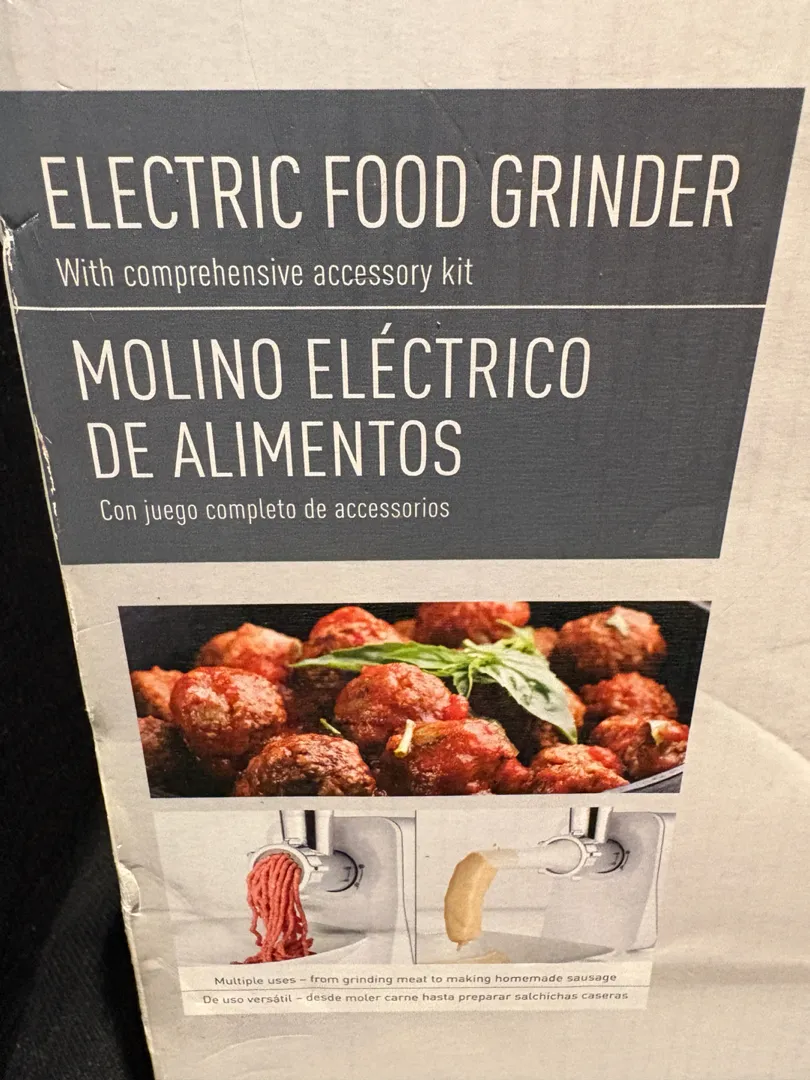 ELECTRIC FOOD GRINDER
With comprehensive accessory kit
MOLINO ELÉCTRICO
DE ALIMENTOS
Con juego completo de accessorios
Multiple uses – from grinding meat to making homemade sausage
De uso versátil – desde moler carne hasta preparar salchichas caseras